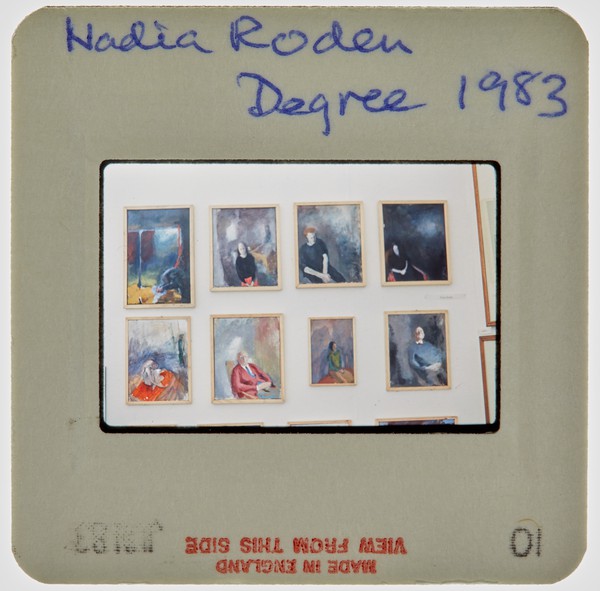 Nadia Roden
Degree 1983
VIEW FROM THIS SIDE
MADE IN ENGLAND
10